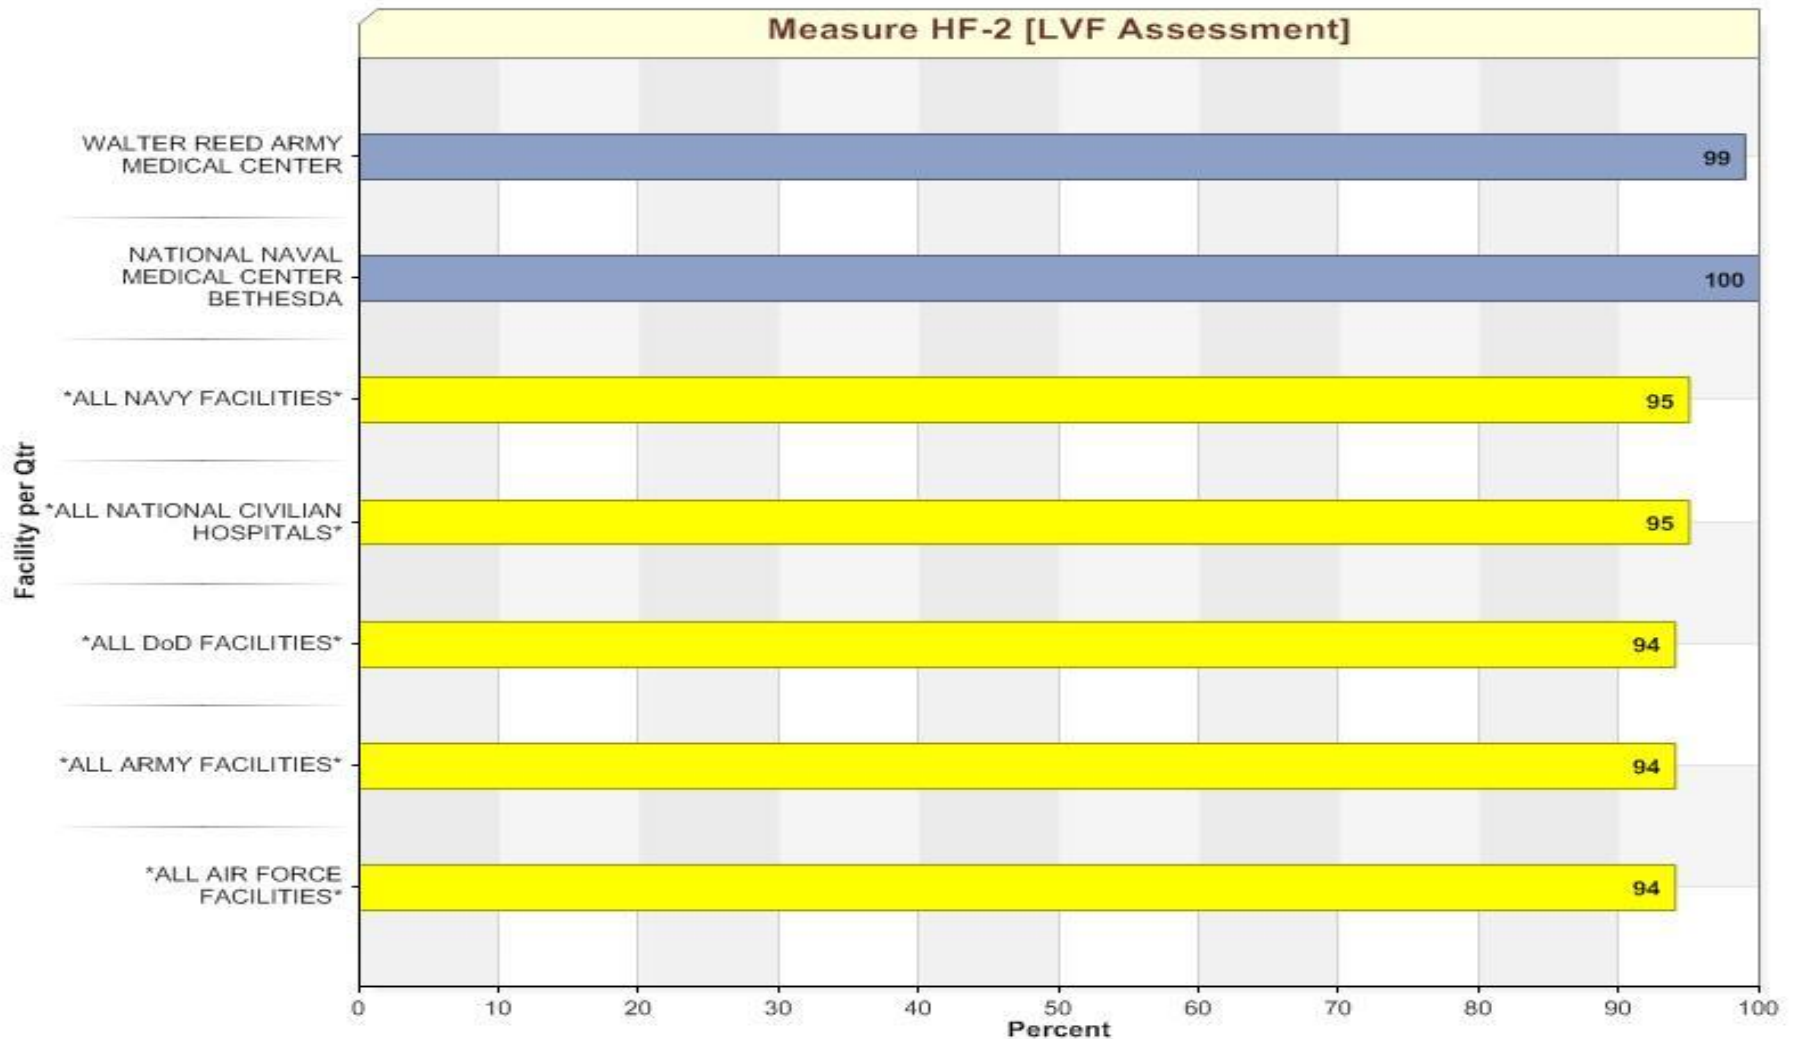 Measure HF-2 [LVF Assessment]
WALTER REED ARMY
MEDICAL CENTER
99
NATIONAL NAVAL
MEDICAL CENTER
BETHESDA
100
*ALL NAVY FACILITIES*
95
*ALL NATIONAL CIVILIAN
HOSPITALS*
95
*ALL DoD FACILITIES*
94
*ALL ARMY FACILITIES*
94
*ALL AIR FORCE
FACILITIES*
94
Facility per Qtr
0 10 20 30 40 50 60 70 80 90 100
Percent